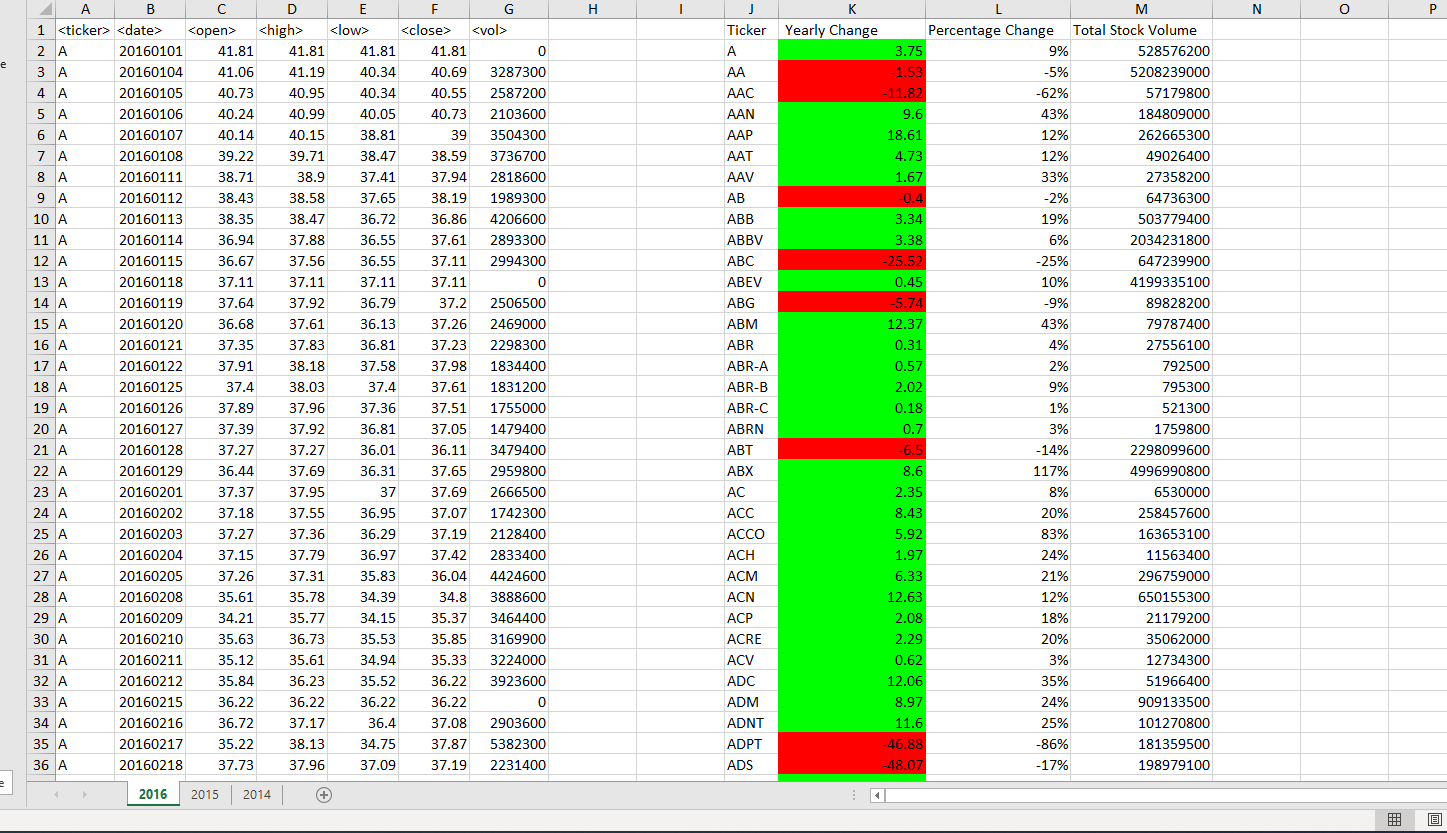 A B C D E F G H I J K L M N O P
1 <ticker> <date> <open> <high> <low> <close> <vol> Ticker Yearly Change Percentage Change Total Stock Volume
2 A 20160101 41.81 41.81 41.81 41.81 0 A 3.75 9% 528576200
e
3 A 20160104 41.06 41.19 40.34 40.69 3287300 AA -1.53 -5% 5208239000
4 A 20160105 40.73 40.95 40.34 40.55 2587200 AAC -11.82 -62% 57179800
5 A 20160106 40.24 40.99 40.05 40.73 2103600 AAN 9.6 43% 184809000
6 A 20160107 40.14 40.15 38.81 39 3504300 AAP 18.61 12% 262665300
7 A 20160108 39.22 39.71 38.47 38.59 3736700 AAT 4.73 12% 49026400
8 A 20160111 38.71 38.9 37.41 37.94 2818600 AAV 1.67 33% 27358200
9 A 20160112 38.43 38.58 37.65 38.19 1989300 AB -0.4 -2% 64736300
10 A 20160113 38.35 38.47 36.72 36.86 4206600 ABB 3.34 19% 503779400
11 A 20160114 36.94 37.88 36.55 37.61 2893300 ABBV 3.38 6% 2034231800
12 A 20160115 36.67 37.56 36.55 37.11 2994300 ABC -25.52 -25% 647239900
13 A 20160118 37.11 37.11 37.11 37.11 0 ABEV 0.45 10% 4199335100
14 A 20160119 37.64 37.92 36.79 37.2 2506500 ABG -5.74 -9% 89828200
15 A 20160120 36.68 37.61 36.13 37.26 2469000 ABM 12.37 43% 79787400
16 A 20160121 37.35 37.83 36.81 37.23 2298300 ABR 0.31 4% 27556100
17 A 20160122 37.91 38.18 37.58 37.98 1834400 ABR-A 0.57 2% 792500
18 A 20160125 37.4 38.03 37.4 37.61 1831200 ABR-B 2.02 9% 795300
19 A 20160126 37.89 37.96 37.36 37.51 1755000 ABR-C 0.18 1% 521300
20 A 20160127 37.39 37.92 36.81 37.05 1479400 ABRN 0.7 3% 1759800
21 A 20160128 37.27 37.27 36.01 36.11 3479400 ABT -6.5 -14% 2298099600
22 A 20160129 36.44 37.69 36.31 37.65 2959800 ABX 8.6 117% 4996990800
23 A 20160201 37.37 37.95 37 37.69 2666500 AC 2.35 8% 6530000
24 A 20160202 37.18 37.55 36.95 37.07 1742300 ACC 8.43 20% 258457600
25 A 20160203 37.27 37.36 36.29 37.19 2128400 ACCO 5.92 83% 163653100
26 A 20160204 37.15 37.79 36.97 37.42 2833400 ACH 1.97 24% 11563400
27 A 20160205 37.26 37.31 35.83 36.04 4424600 ACM 6.33 21% 296759000
28 A 20160208 35.61 35.78 34.39 34.8 3888600 ACN 12.63 12% 650155300
29 A 20160209 34.21 35.77 34.15 35.37 3464400 ACP 2.08 18% 21179200
30 A 20160210 35.63 36.73 35.53 35.85 3169900 ACRE 2.29 20% 35062000
31 A 20160211 35.12 35.61 34.94 35.33 3224000 ACV 0.62 3% 12734300
32 A 20160212 35.84 36.23 35.52 36.22 3923600 ADC 12.06 35% 51966400
33 A 20160215 36.22 36.22 36.22 36.22 0 ADM 8.97 24% 909133500
34 A 20160216 36.72 37.17 36.4 37.08 2903600 ADNT 11.6 25% 101270800
35 A 20160217 35.22 38.13 34.75 37.87 5382300 ADPT -46.88 -86% 181359500
36 A 20160218 37.73 37.96 37.09 37.19 2231400 ADS -48.07 -17% 198979100
e
2016 2015 2014